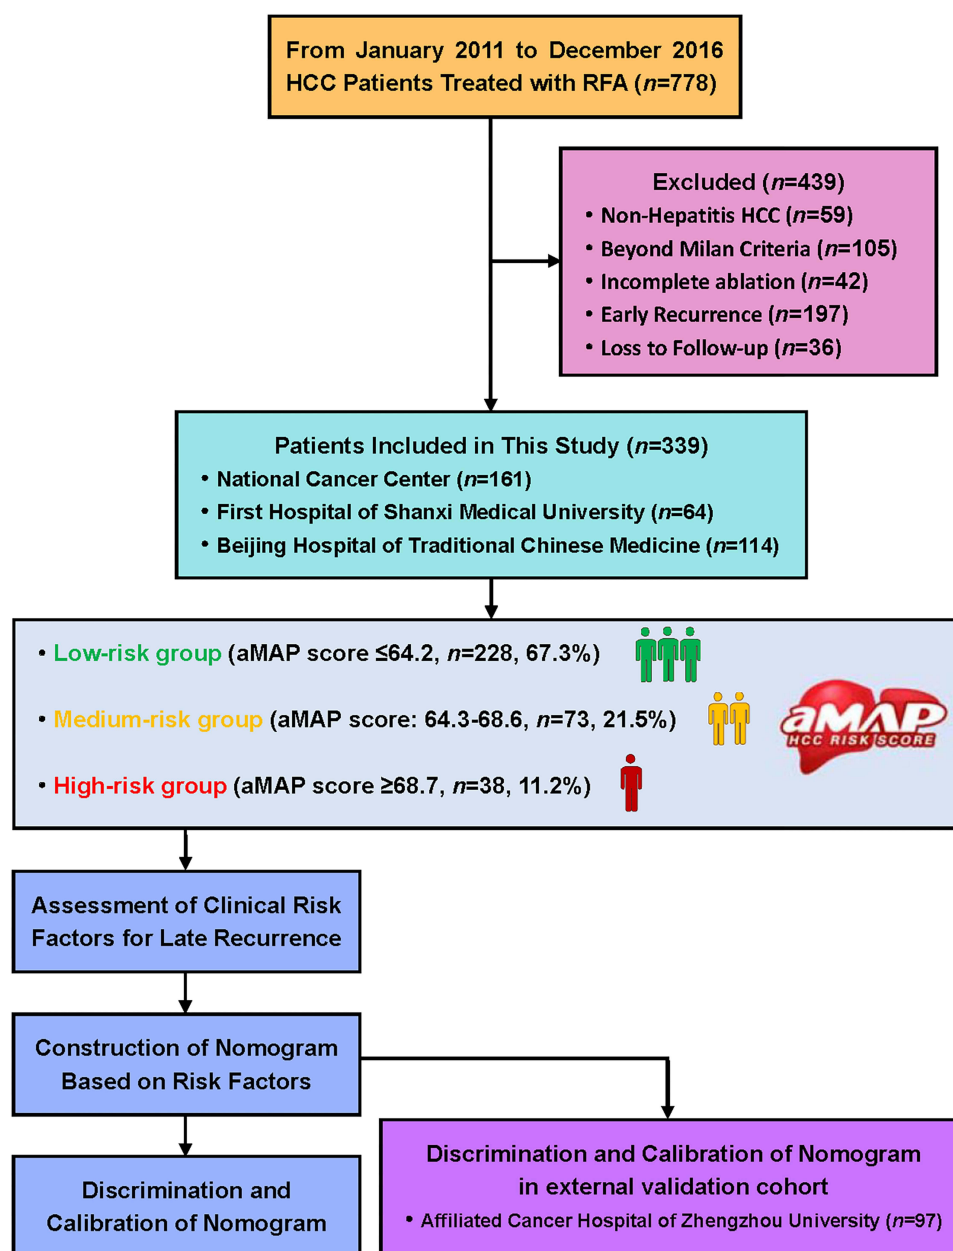 From January 2011 to December 2016
HCC Patients Treated with RFA (n=778)
Excluded (n=439)
• Non-Hepatitis HCC (n=59)
• Beyond Milan Criteria (n=105)
• Incomplete ablation (n=42)
• Early Recurrence (n=197)
• Loss to Follow-up (n=36)
Patients Included in This Study (n=339)
• National Cancer Center (n=161)
• First Hospital of Shanxi Medical University (n=64)
• Beijing Hospital of Traditional Chinese Medicine (n=114)
• Low-risk group (aMAP score ≤64.2, n=228, 67.3%)
• Medium-risk group (aMAP score: 64.3-68.6, n=73, 21.5%)
• High-risk group (aMAP score ≥68.7, n=38, 11.2%)
aMAP
HCC RISK SCORE
Assessment of Clinical Risk
Factors for Late Recurrence
Construction of Nomogram
Based on Risk Factors
Discrimination and
Calibration of Nomogram
Discrimination and Calibration of Nomogram
in external validation cohort
• Affiliated Cancer Hospital of Zhengzhou University (n=97)